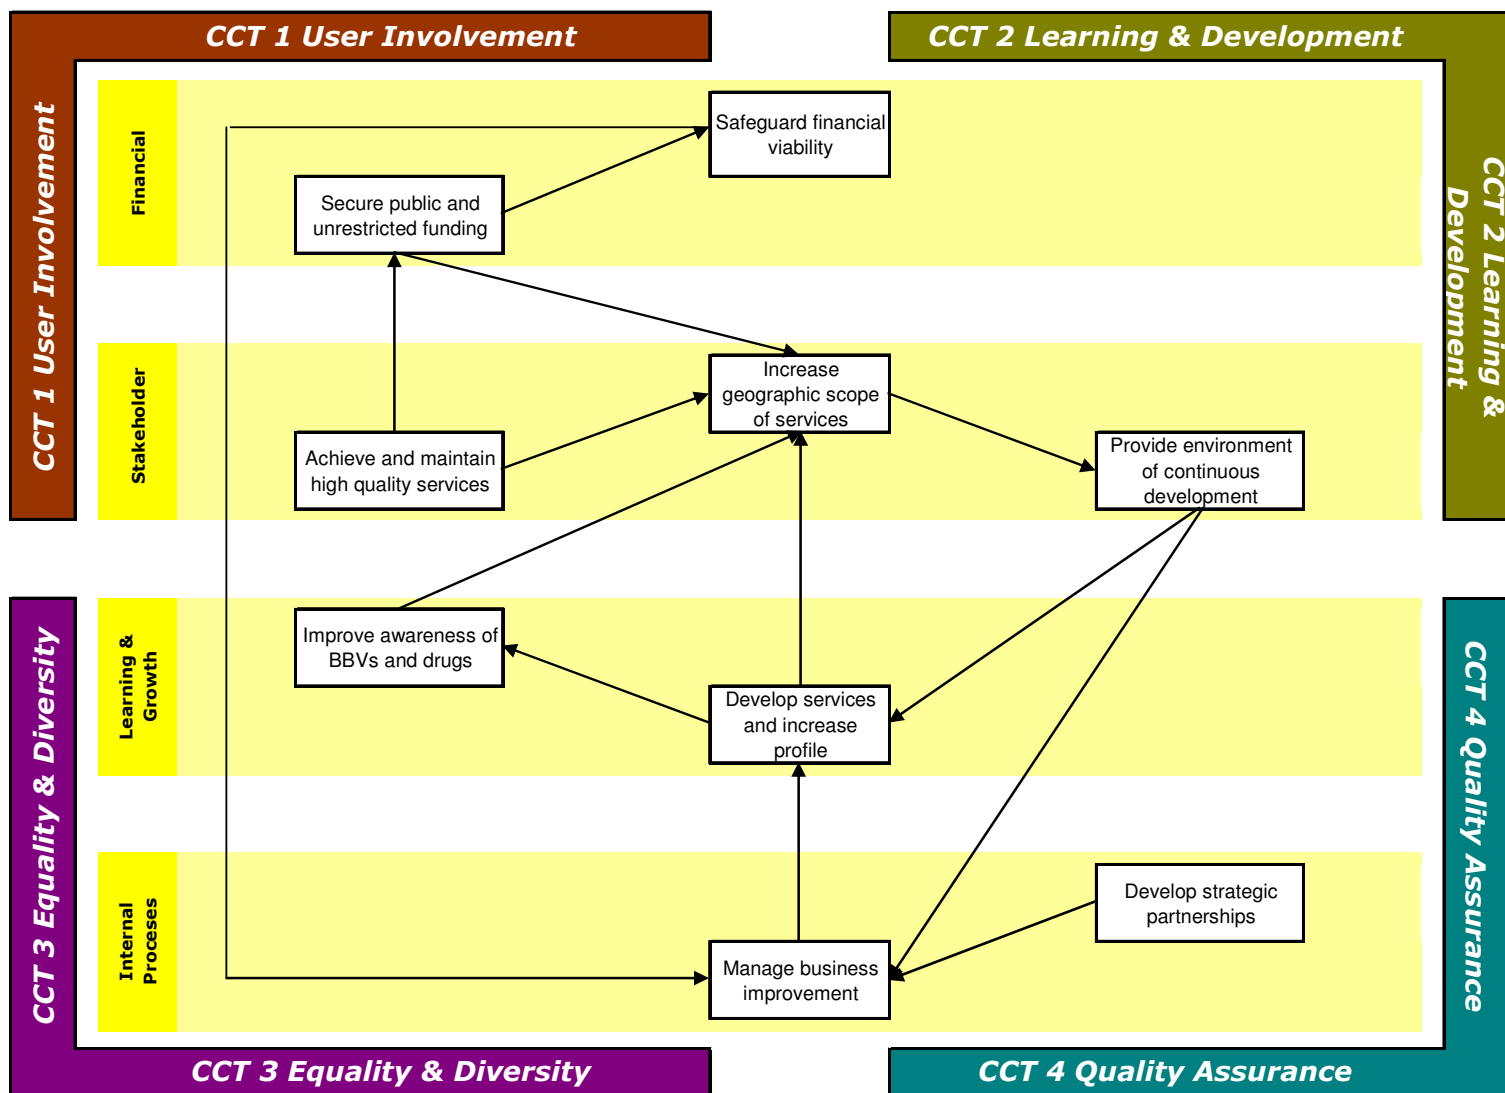 CCT 1 User Involvement
CCT 2 Learning & Development
CCT 1 User Involvement
CCT 2 Learning &
Development
Financial
Safeguard financial
viability
Secure public and
unrestricted funding
Stakeholder
Increase
geographic scope
of services
Achieve and maintain
high quality services
Provide environment
of continuous
development
CCT 3 Equality & Diversity
CCT 4 Quality Assurance
Learning &
Growth
Improve awareness of
BBVs and drugs
Develop services
and increase
profile
Internal
Proceses
Develop strategic
partnerships
Manage business
improvement
CCT 3 Equality & Diversity
CCT 4 Quality Assurance